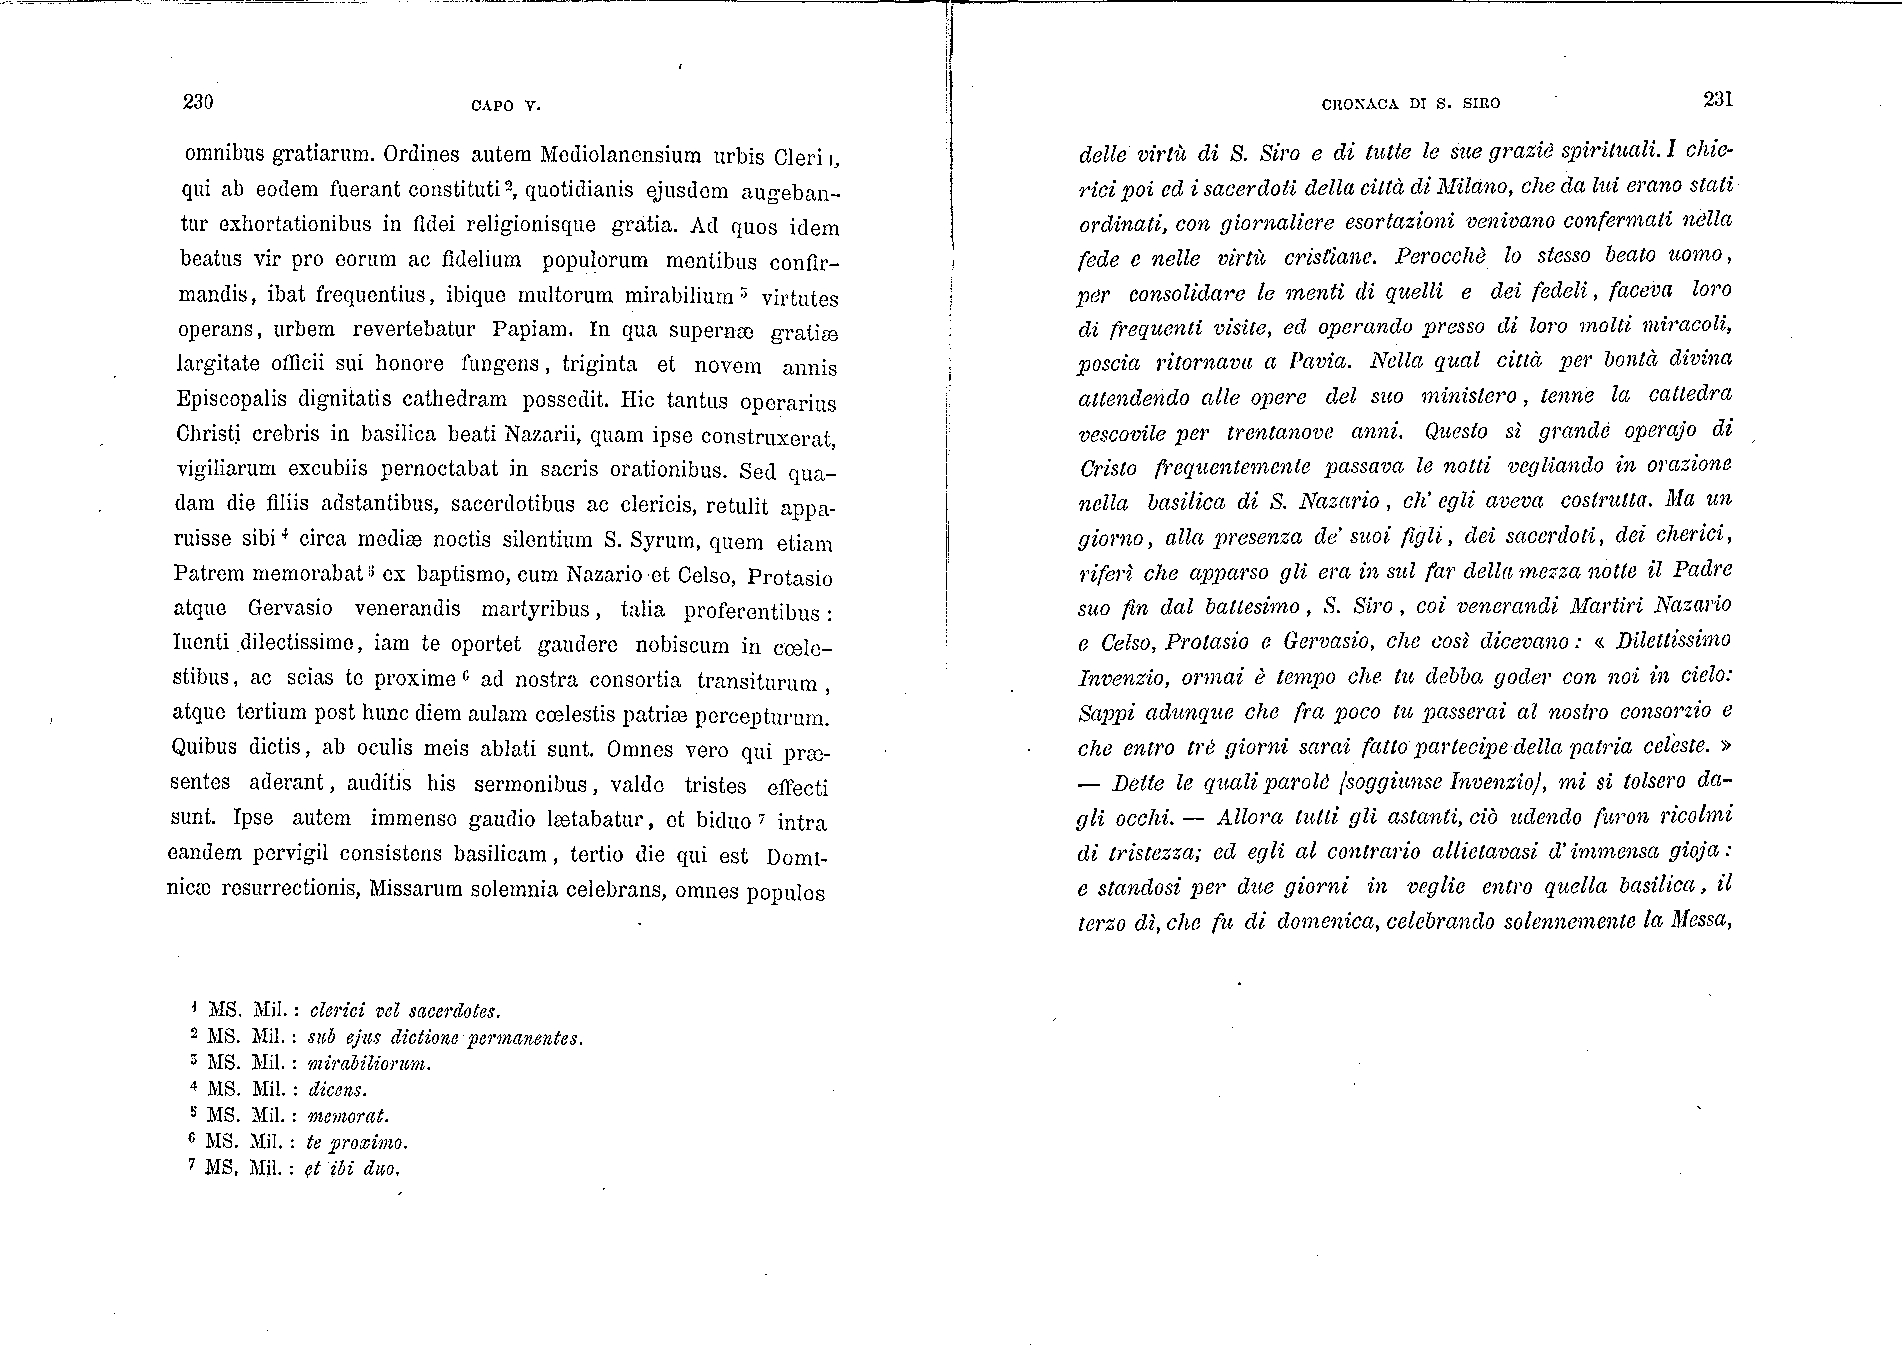 230 CAPO V.
omnibus gratiarum. Ordines autem Mediolanensium urbis Cleri ¹,
qui ab eodem fuerant constituti ², quotidianis ejusdem augeban-
tur exhortationibus in fidei religionisque gratia. Ad quos idem
beatus vir pro eorum ac fidelium populorum mentibus confir-
mandis, ibat frequentius, ibique multorum mirabilium ³ virtutes
operans, urbem revertebatur Papiam. In qua supernæ gratiæ
largitate officii sui honore fungens, triginta et novem annis
Episcopalis dignitatis cathedram possedit. Hic tantus operarius
Christi crebris in basilica beati Nazarii, quam ipse construxerat,
vigiliarum excubiis pernoctabat in sacris orationibus. Sed qua-
dam die filiis adstantibus, sacerdotibus ac clericis, retulit appa-
ruisse sibi ⁴ circa mediæ noctis silentium S. Syrum, quem etiam
Patrem memorabat ⁵ ex baptismo, cum Nazario et Celso, Protasio
atque Gervasio venerandis martyribus, talia proferentibus:
Iuenti dilectissime, iam te oportet gaudere nobiscum in cœle-
stibus, ac scias te proxime ⁶ ad nostra consortia transiturum,
atque tertium post hunc diem aulam cœlestis patriæ percepturum.
Quibus dictis, ab oculis meis ablati sunt. Omnes vero qui præ-
sentes aderant, auditis his sermonibus, valde tristes effecti
sunt. Ipse autem immenso gaudio lætabatur, et biduo ⁷ intra
eandem pervigil consistens basilicam, tertio die qui est Domi-
nicæ resurrectionis, Missarum solemnia celebrans, omnes populos
¹ MS. Mil.: clerici vel sacerdotes.
² MS. Mil.: sub ejus dictione permanentes.
³ MS. Mil.: mirabiliorum.
⁴ MS. Mil.: dicens.
⁵ MS. Mil.: memorat.
⁶ MS. Mil.: te proximo.
⁷ MS. Mil.: et ibi duo.
CRONACA DI S. SIRO 231
delle virtù di S. Siro e di tutte le sue grazie spirituali. I chie-
rici poi ed i sacerdoti della città di Milano, che da lui erano stati
ordinati, con giornaliere esortazioni venivano confermati nella
fede e nelle virtù cristiane. Perocchè lo stesso beato uomo,
per consolidare le menti di quelli e dei fedeli, faceva loro
di frequenti visite, ed operando presso di loro molti miracoli,
poscia ritornava a Pavia. Nella qual città per bontà divina
attendendo alle opere del suo ministero, tenne la cattedra
vescovile per trentanove anni. Questo sì grande operajo di
Cristo frequentemente passava le notti vegliando in orazione
nella basilica di S. Nazario, ch' egli aveva costrutta. Ma un
giorno, alla presenza de' suoi figli, dei sacerdoti, dei cherici,
riferì che apparso gli era in sul far della mezza notte il Padre
suo fin dal battesimo, S. Siro, coi venerandi Martiri Nazario
e Celso, Protasio e Gervasio, che così dicevano: « Dilettissimo
Invenzio, ormai è tempo che tu debba goder con noi in cielo:
Sappi adunque che fra poco tu passerai al nostro consorzio e
che entro tre giorni sarai fatto partecipe della patria celeste. »
— Dette le quali parole (soggiunse Invenzio), mi si tolsero da-
gli occhi. — Allora tutti gli astanti, ciò udendo furon ricolmi
di tristezza; ed egli al contrario allietavasi d' immensa gioja:
e standosi per due giorni in veglie entro quella basilica, il
terzo dì, che fu di domenica, celebrando solennemente la Messa,